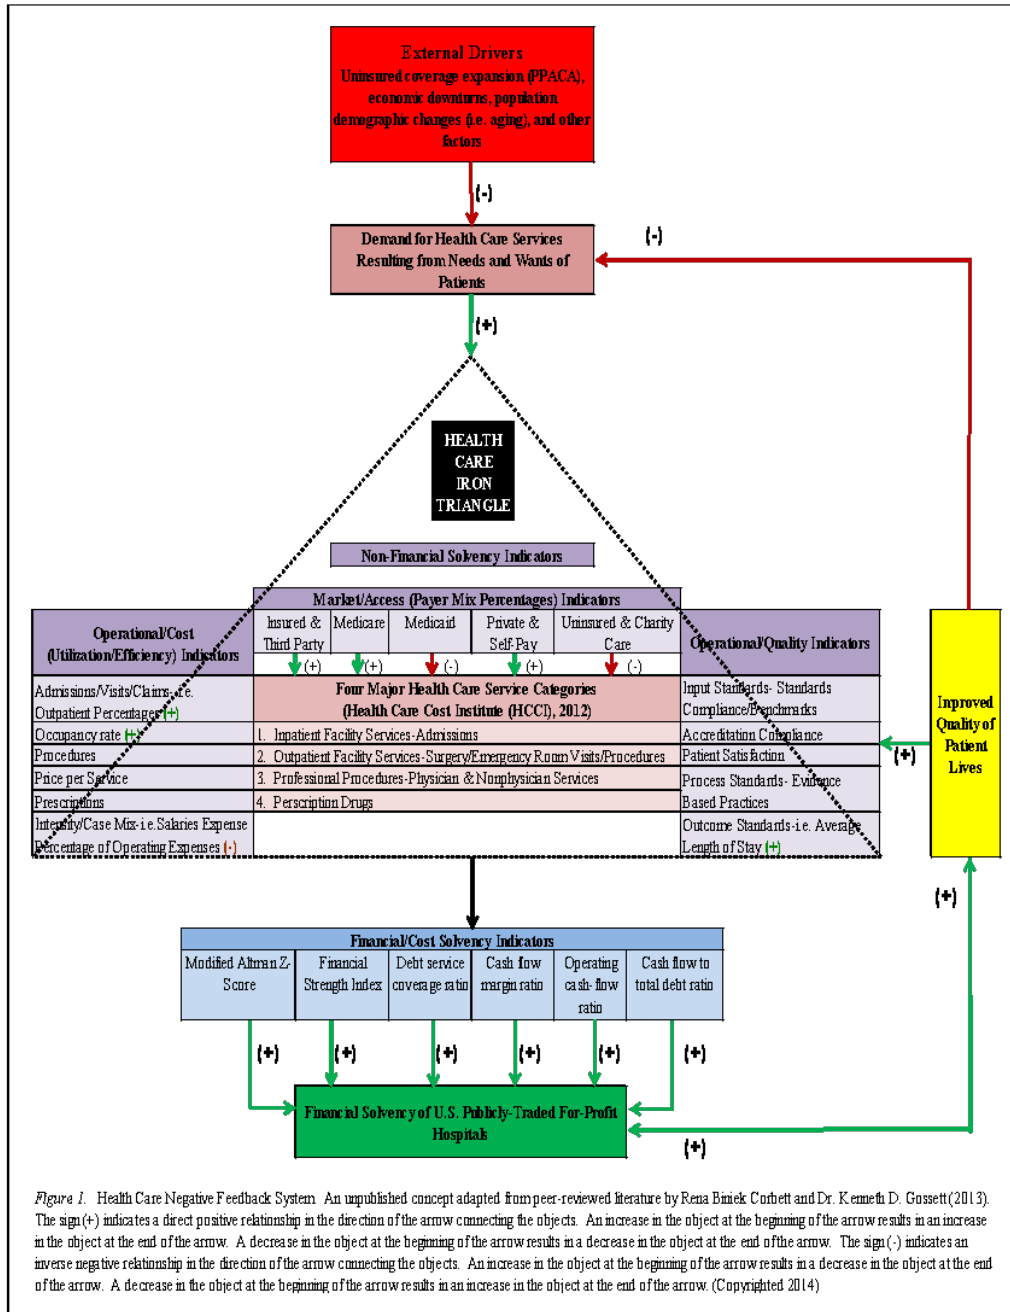 External Drivers
Uninsured coverage expansion (PPACA),
economic downturns, population
demographic changes (i.e. aging), and other
factors
(-)
Demand for Health Care Services
Resulting from Needs and Wants of
Patients
(-)
(+)
HEALTH
CARE
IRON
TRIANGLE
Non-Financial Solvency Indicators
Market/Access (Payer Mix Percentages) Indicators
Operational/Cost
(Utilization/Efficiency) Indicators
Insured &
Third Party
Medicare
Medicaid
Private &
Self-Pay
Uninsured & Charity
Care
Operational/Quality Indicators
(+)
(+)
(-)
(+)
(-)
Admissions/Visits/Claims-i.e.
Outpatient Percentages (+)
Occupancy rate (+)
Procedures
Price per Service
Prescriptions
Intensity/Case Mix-i.e.Salaries Expense
Percentage of Operating Expenses (-)
Four Major Health Care Service Categories
(Health Care Cost Institute (HCCI), 2012)
1. Inpatient Facility Services-Admissions
2. Outpatient Facility Services-Surgery/Emergency Room Visits/Procedures
3. Professional Procedures-Physician & Nonphysician Services
4. Perscription Drugs
Input Standards- Standards
Compliance/Benchmarks
Accreditation Compliance
Patient Satisfaction
Process Standards- Evidence
Based Practices
Outcome Standards-i.e. Average
Length of Stay (+)
(+)
Improved
Quality of
Patient
Lives
(+)
Financial/Cost Solvency Indicators
Modified Altman Z-
Score
Financial
Strength Index
Debt service
coverage ratio
Cash flow
margin ratio
Operating
cash-flow
ratio
Cash flow to
total debt ratio
(+)
(+)
(+)
(+)
(+)
(+)
Financial Solvency of U.S. Publicly-Traded For-Profit
Hospitals
(+)
Figure 1. Health Care Negative Feedback System. An unpublished concept adapted from peer-reviewed literature by Rena Biniek Corbett and Dr. Kenneth D. Gossett (2013).
The sign (+) indicates a direct positive relationship in the direction of the arrow connecting the objects. An increase in the object at the beginning of the arrow results in an increase
in the object at the end of the arrow. A decrease in the object at the beginning of the arrow results in a decrease in the object at the end of the arrow. The sign (-) indicates an
inverse negative relationship in the direction of the arrow connecting the objects. An increase in the object at the beginning of the arrow results in a decrease in the object at the end
of the arrow. A decrease in the object at the beginning of the arrow results in an increase in the object at the end of the arrow. (Copyrighted 2014)